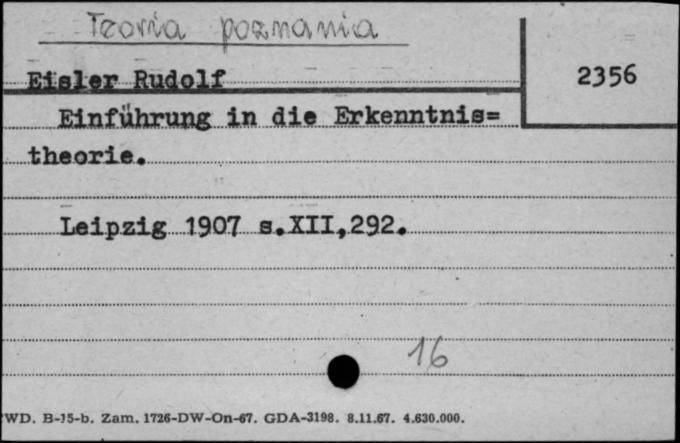 Teoria poznania
Eisler Rudolf
2356
Einführung in die Erkenntnis=
theorie.
Leipzig 1907 s.XII,292.
16
WD. B-15-b. Zam. 1726-DW-On-67. GDA-3198. 8.11.67. 4.630.000.